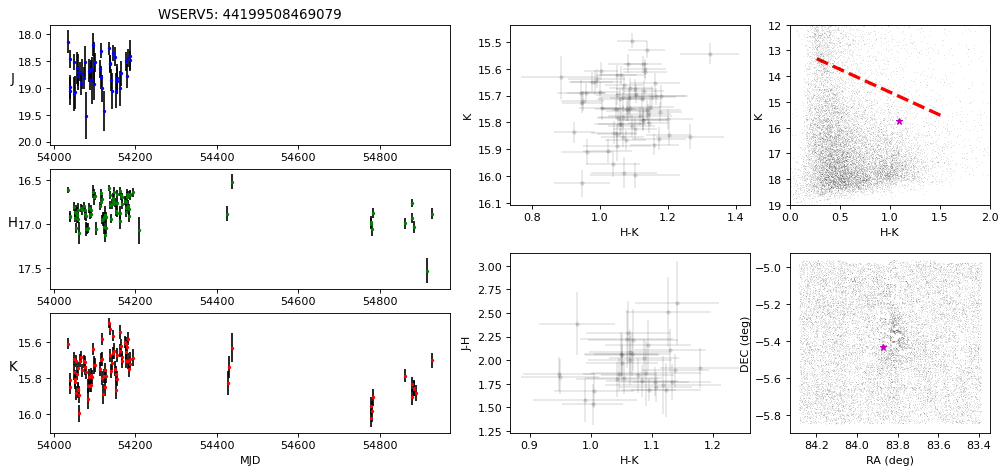 WSERV5: 44199508469079
18.0
18.5
19.0
19.5
20.0
J
54000 54200 54400 54600 54800
16.5
17.0
17.5
H
15.6
15.8
16.0
K
54000 54200 54400 54600 54800
MJD
15.5
15.6
15.7
15.8
15.9
16.0
16.1
K
0.8 1.0 1.2 1.4
H-K
3.00
2.75
2.50
2.25
2.00
1.75
1.50
1.25
J-H
0.9 1.0 1.1 1.2
H-K
12
13
14
15
16
17
18
19
K
0.0 0.5 1.0 1.5 2.0
H-K
−5.0
−5.2
−5.4
−5.6
−5.8
DEC (deg)
84.2 84.0 83.8 83.6 83.4
RA (deg)